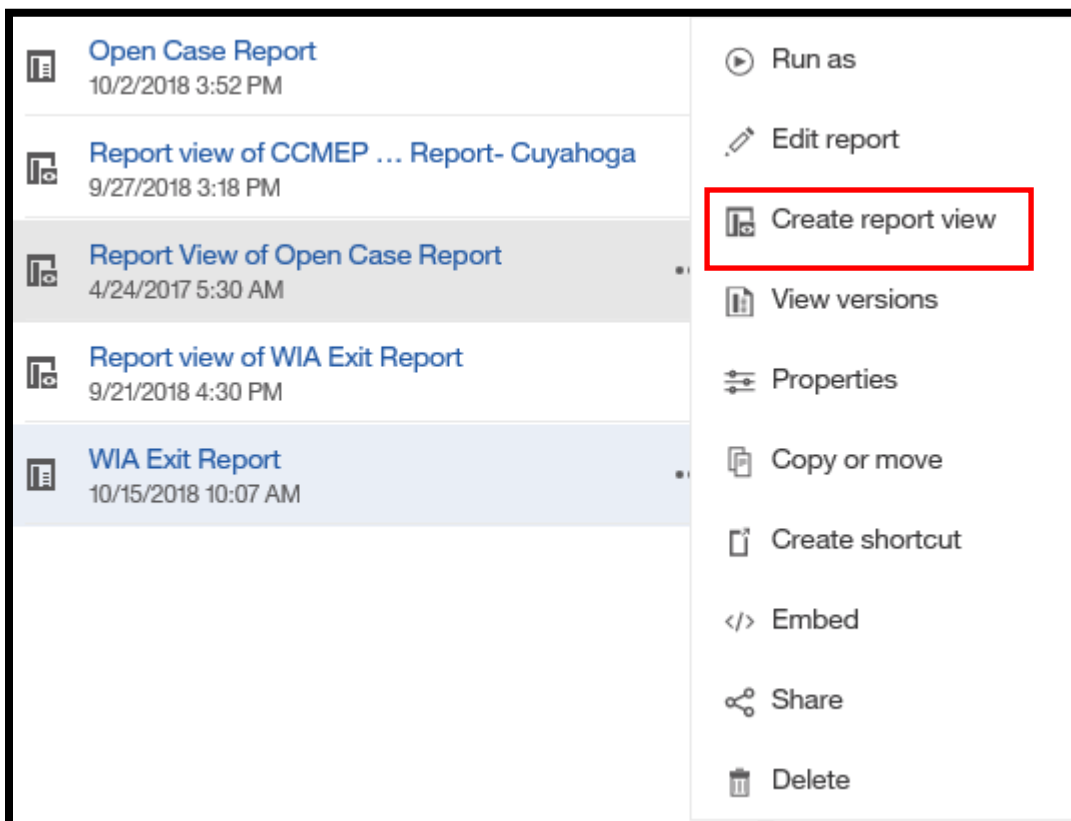 Open Case Report
10/2/2018 3:52 PM
Report view of CCMEP … Report- Cuyahoga
9/27/2018 3:18 PM
Report View of Open Case Report
4/24/2017 5:30 AM
Report view of WIA Exit Report
9/21/2018 4:30 PM
WIA Exit Report
10/15/2018 10:07 AM
Run as
Edit report
Create report view
View versions
Properties
Copy or move
Create shortcut
Embed
Share
Delete